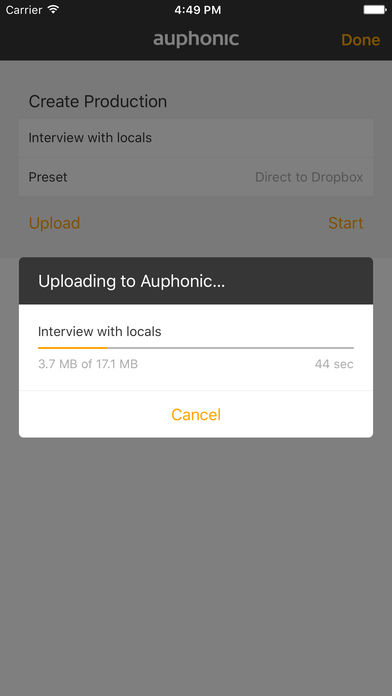 Carrier 4:49 PM
auphonic Done
Create Production
Interview with locals
Preset Direct to Dropbox
Upload Start
Uploading to Auphonic...
Interview with locals
3.7 MB of 17.1 MB 44 sec
Cancel